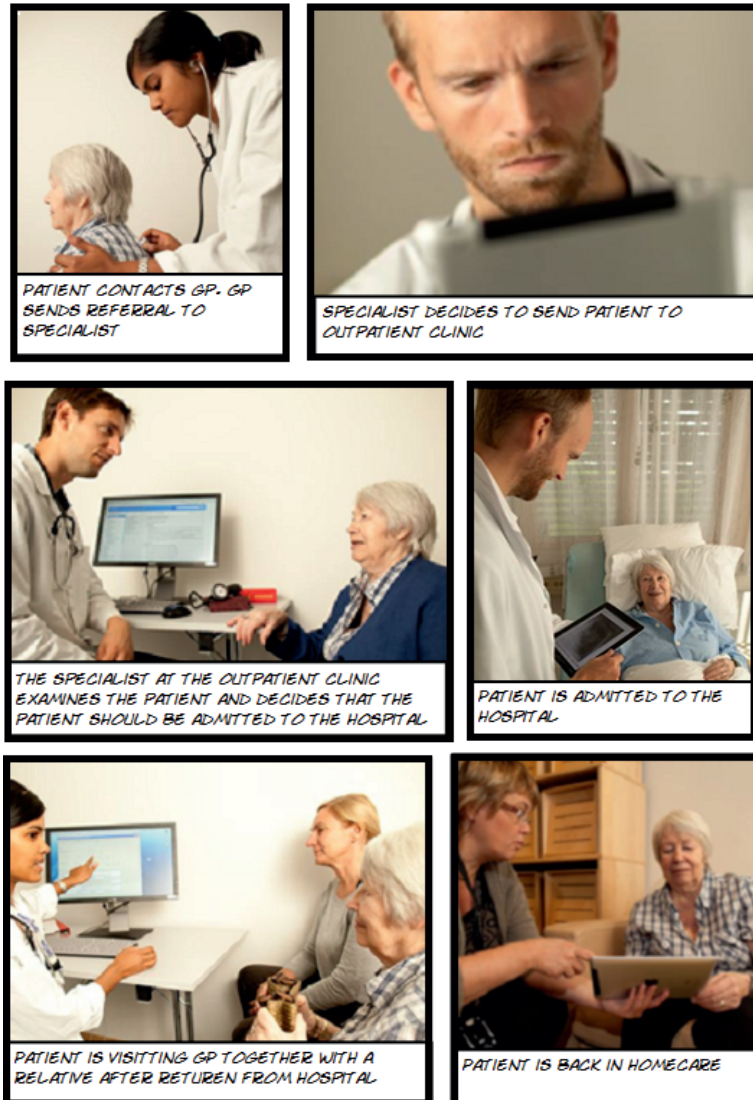 PATIENT CONTACTS GP. GP
SENDS REFERRAL TO
SPECIALIST
SPECIALIST DECIDES TO SEND PATIENT TO
OUTPATIENT CLINIC
THE SPECIALIST AT THE OUTPATIENT CLINIC
EXAMINES THE PATIENT AND DECIDES THAT THE
PATIENT SHOULD BE ADMITTED TO THE HOSPITAL
PATIENT IS ADMITTED TO THE
HOSPITAL
PATIENT IS VISITTING GP TOGETHER WITH A
RELATIVE AFTER RETUREN FROM HOSPITAL
PATIENT IS BACK IN HOMECARE